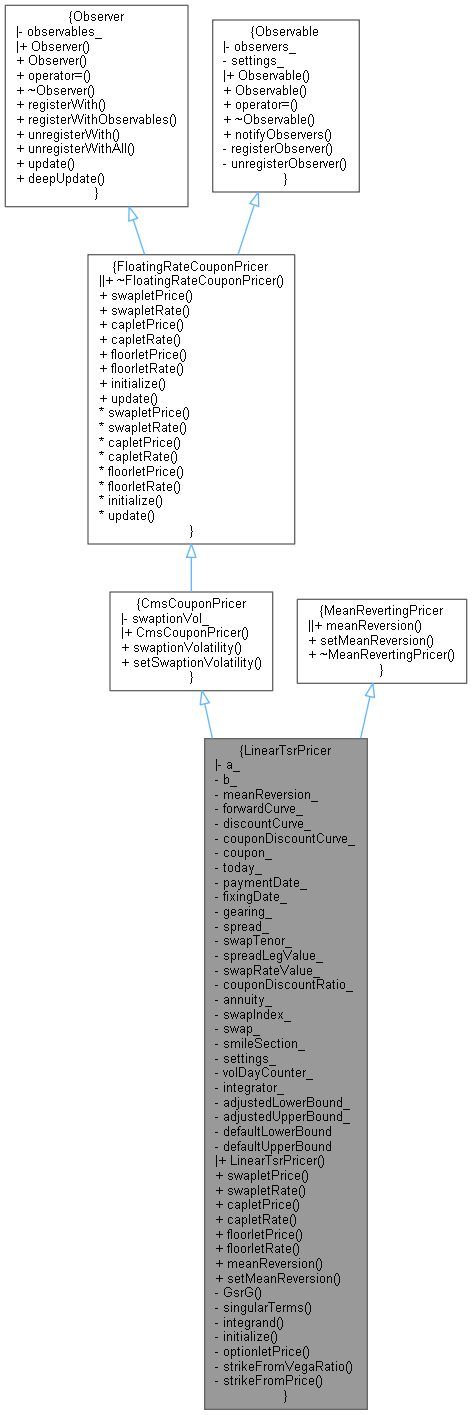 {Observer
|- observables_
|+ Observer()
+ Observer()
+ operator=()
+ ~Observer()
+ registerWith()
+ registerWithObservables()
+ unregisterWith()
+ unregisterWithAll()
+ update()
+ deepUpdate()
}
{Observable
|- observers_
- settings_
|+ Observable()
+ Observable()
+ operator=()
+ ~Observable()
+ notifyObservers()
- registerObserver()
- unregisterObserver()
}
{FloatingRateCouponPricer
||+ ~FloatingRateCouponPricer()
+ swapletPrice()
+ swapletRate()
+ capletPrice()
+ capletRate()
+ floorletPrice()
+ floorletRate()
+ initialize()
+ update()
* swapletPrice()
* swapletRate()
* capletPrice()
* capletRate()
* floorletPrice()
* floorletRate()
* initialize()
* update()
}
{CmsCouponPricer
|- swaptionVol_
|+ CmsCouponPricer()
+ swaptionVolatility()
+ setSwaptionVolatility()
}
{MeanRevertingPricer
||+ meanReversion()
+ setMeanReversion()
+ ~MeanRevertingPricer()
}
{LinearTsrPricer
|- a_
- b_
- meanReversion_
- forwardCurve_
- discountCurve_
- couponDiscountCurve_
- coupon_
- today_
- paymentDate_
- fixingDate_
- gearing_
- spread_
- swapTenor_
- spreadLegValue_
- swapRateValue_
- couponDiscountRatio_
- annuity_
- swapIndex_
- swap_
- smileSection_
- settings_
- volDayCounter_
- integrator_
- adjustedLowerBound_
- adjustedUpperBound_
- defaultLowerBound
- defaultUpperBound
|+ LinearTsrPricer()
+ swapletPrice()
+ swapletRate()
+ capletPrice()
+ capletRate()
+ floorletPrice()
+ floorletRate()
+ meanReversion()
+ setMeanReversion()
- GsrG()
- singularTerms()
- integrand()
- initialize()
- optionletPrice()
- strikeFromVegaRatio()
- strikeFromPrice()
}